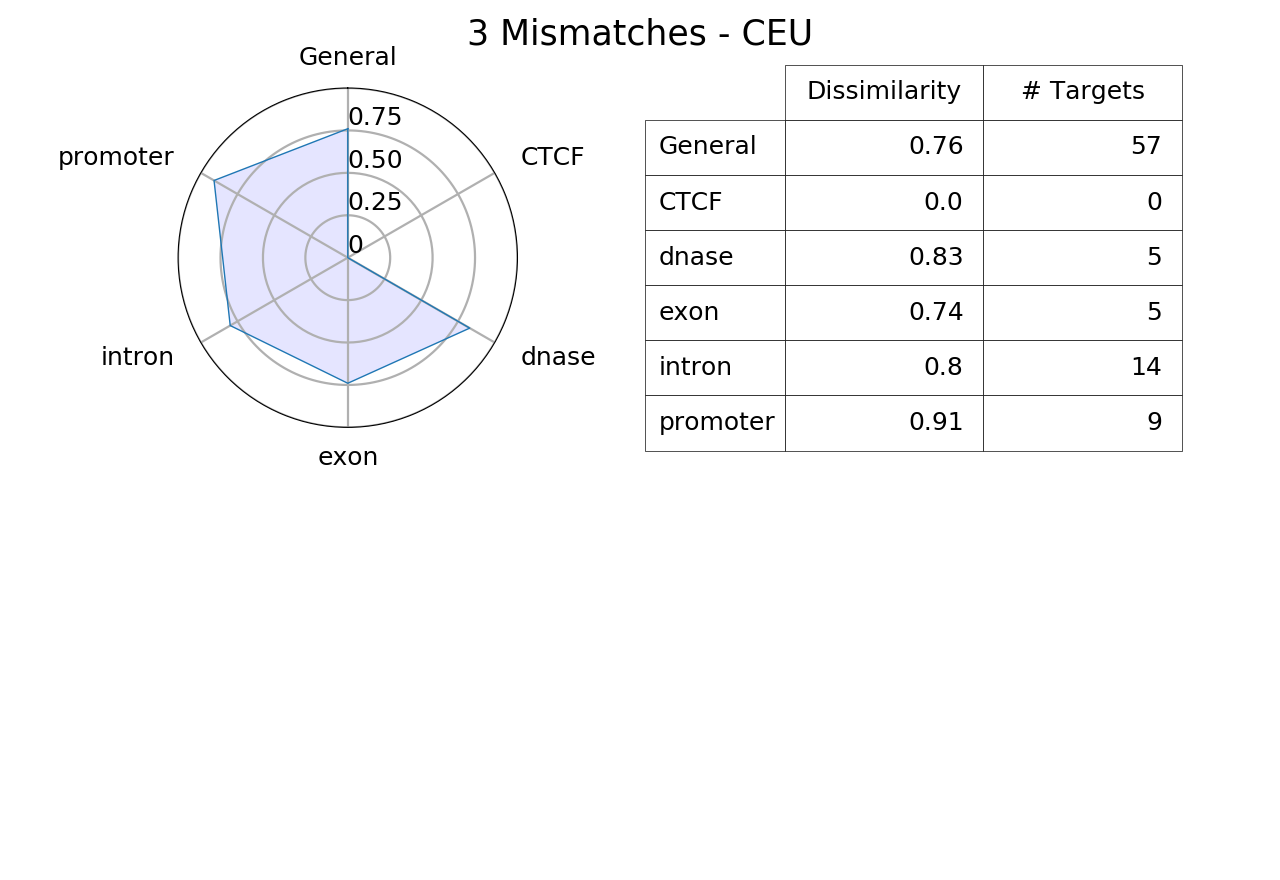 3 Mismatches - CEU
General
CTCF
dnase
exon
intron
promoter
0.75
0.50
0.25
0
Dissimilarity # Targets
General 0.76 57
CTCF 0.0 0
dnase 0.83 5
exon 0.74 5
intron 0.8 14
promoter 0.91 9